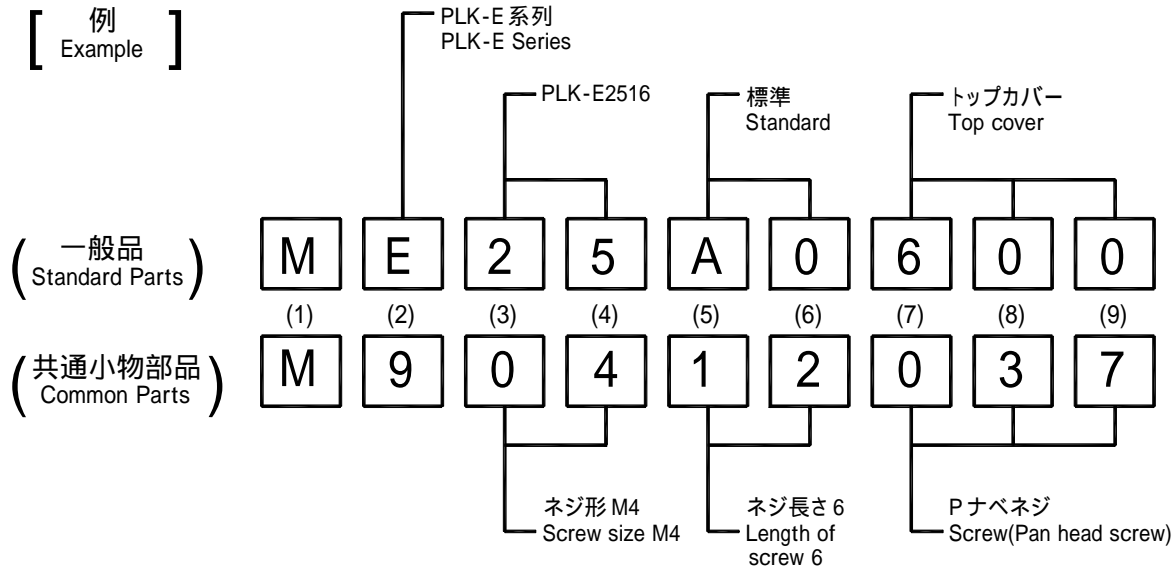 [ 例 ]
Example
PLK-E 系列
PLK-E Series
PLK-E2516
標準
Standard
トップカバー
Top cover
( 一般品 )
Standard Parts
M E 2 5 A 0 6 0 0
(1) (2) (3) (4) (5) (6) (7) (8) (9)
( 共通小物部品 )
Common Parts
M 9 0 4 1 2 0 3 7
ネジ形 M4
Screw size M4
ネジ長さ 6
Length of
screw 6
P ナベネジ
Screw(Pan head screw)